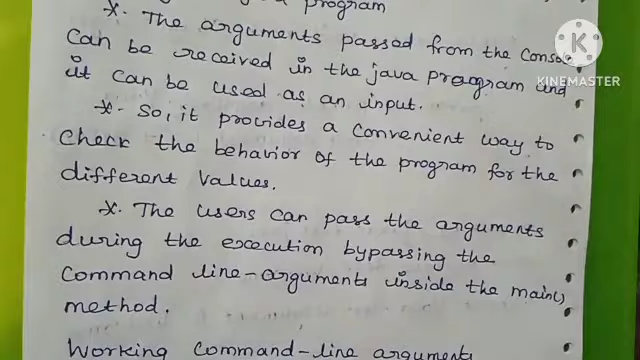 program
*. The arguments passed from the Conso
Can be received in the java program and
it can be used as an input.
*. So, it provides a convenient way to
check the behavior of the program for the
different values.
*. The users can pass the arguments
during the execution bypassing the
Command line-arguments inside the main()
method.
Working Command-line arguments
K
KINEMASTER